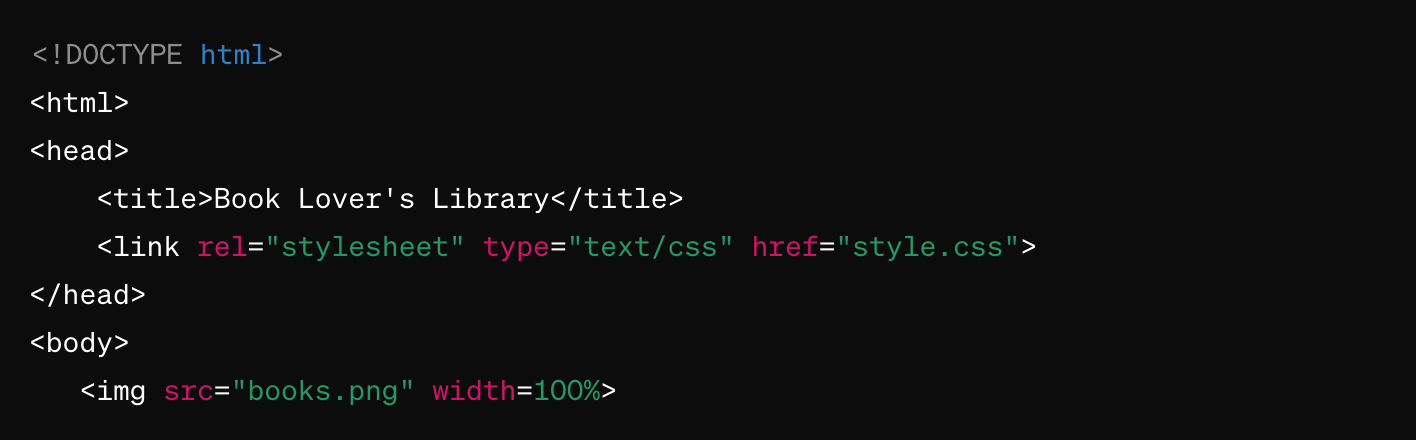 <!DOCTYPE html>
<html>
<head>
    <title>Book Lover's Library</title>
    <link rel="stylesheet" type="text/css" href="style.css">
</head>
<body>
   <img src="books.png" width=100%>